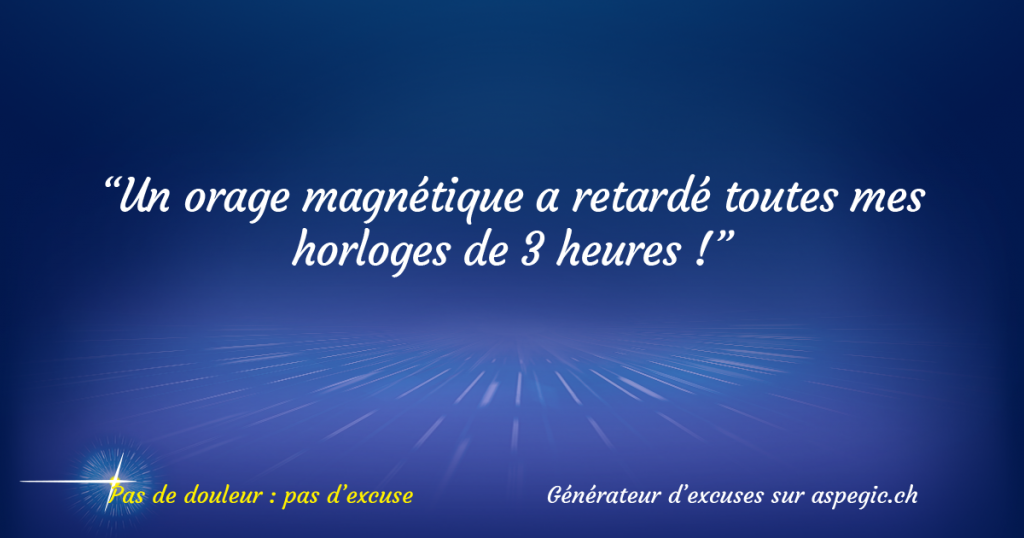 “Un orage magnétique a retardé toutes mes
horloges de 3 heures !”
Pas de douleur : pas d’excuse
Générateur d’excuses sur aspegic.ch